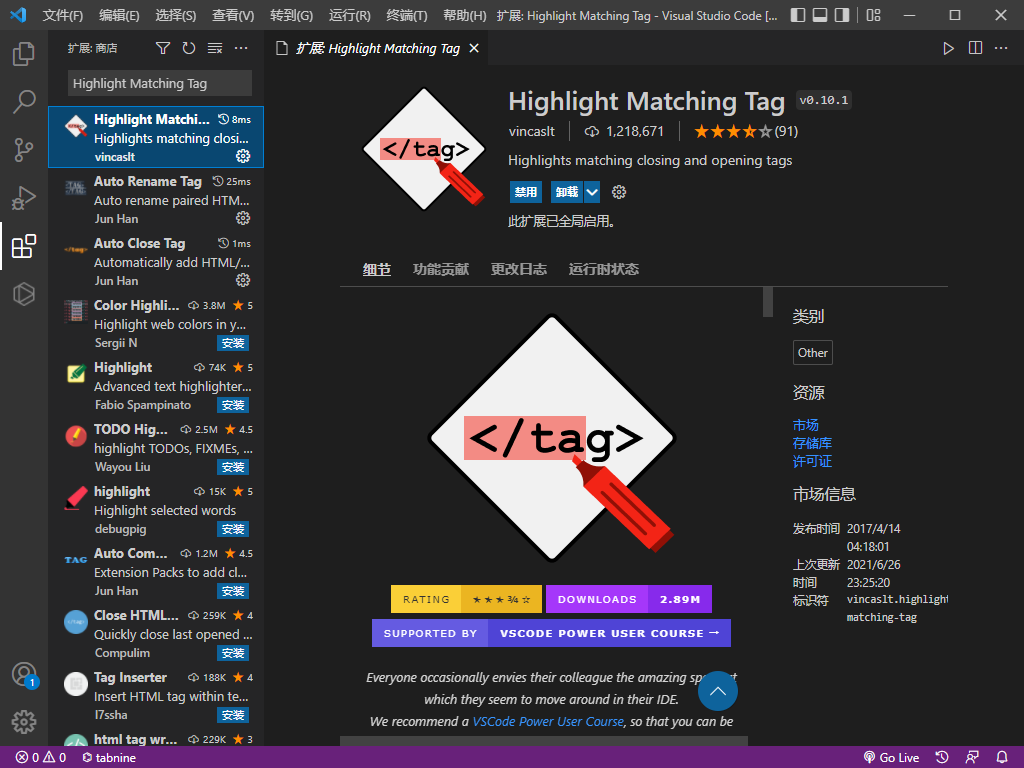 文件(F) 编辑(E) 选择(S) 查看(V) 转到(G) 运行(R) 终端(T) 帮助(H) 扩展: Highlight Matching Tag - Visual Studio Code [...
扩展: 商店
Highlight Matching Tag
Highlight Matchi... 8ms
Highlights matching closi...
vincaslt
Auto Rename Tag 25ms
Auto rename paired HTM...
Jun Han
Auto Close Tag 1ms
Automatically add HTML/...
Jun Han
Color Highli... 3.8M ★ 5
Highlight web colors in y...
Sergii N 安装
Highlight 74K ★ 5
Advanced text highlighter...
Fabio Spampinato 安装
TODO Hig... 2.5M ★ 4.5
highlight TODOs, FIXMEs, ...
Wayou Liu 安装
highlight 15K ★ 5
Highlight selected words
debugpig 安装
TAG
Auto Com... 1.2M ★ 4.5
Extension Packs to add cl...
Jun Han 安装
Close HTML... 259K ★ 4
Quickly close last opened ...
Compulim 安装
Tag Inserter 188K ★ 4
Insert HTML tag within te...
l7ssha 安装
html tag wr... 229K ★ 3
1
扩展: Highlight Matching Tag
</tag>
Highlight Matching Tag v0.10.1
vincaslt 1,218,671 (91)
Highlights matching closing and opening tags
禁用 卸载
此扩展已全局启用。
细节 功能贡献 更改日志 运行时状态
</tag>
RATING ★★★¾☆ DOWNLOADS 2.89M
SUPPORTED BY VSCODE POWER USER COURSE →
Everyone occasionally envies their colleague the amazing sp
t
which they seem to move around in their IDE.
We recommend a VSCode Power User Course, so that you can be
类别
Other
资源
市场
存储库
许可证
市场信息
发布时间 2017/4/14
04:18:01
上次更新 2021/6/26
时间 23:25:20
标识符 vincaslt.highlight
matching-tag
0 0 tabnine Go Live